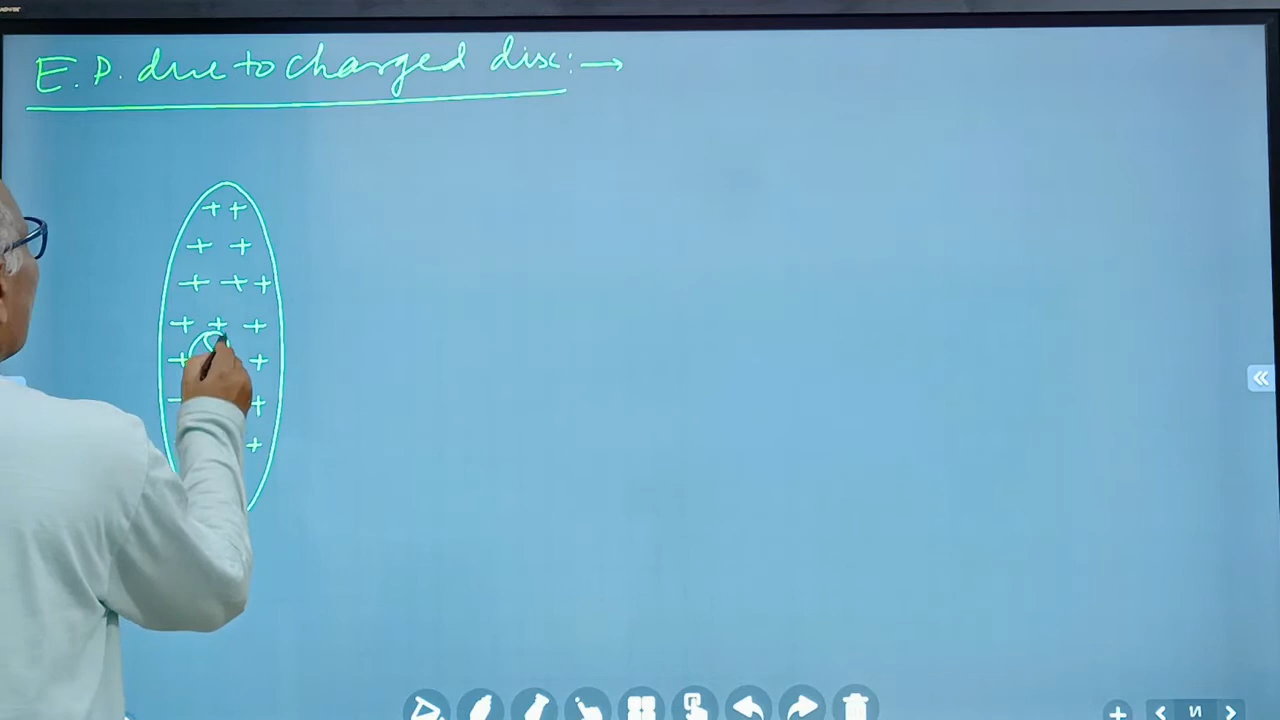 E.P. due to charged disc:→
+ +
+ +
+ + +
+ + +
+ +
+ +
+